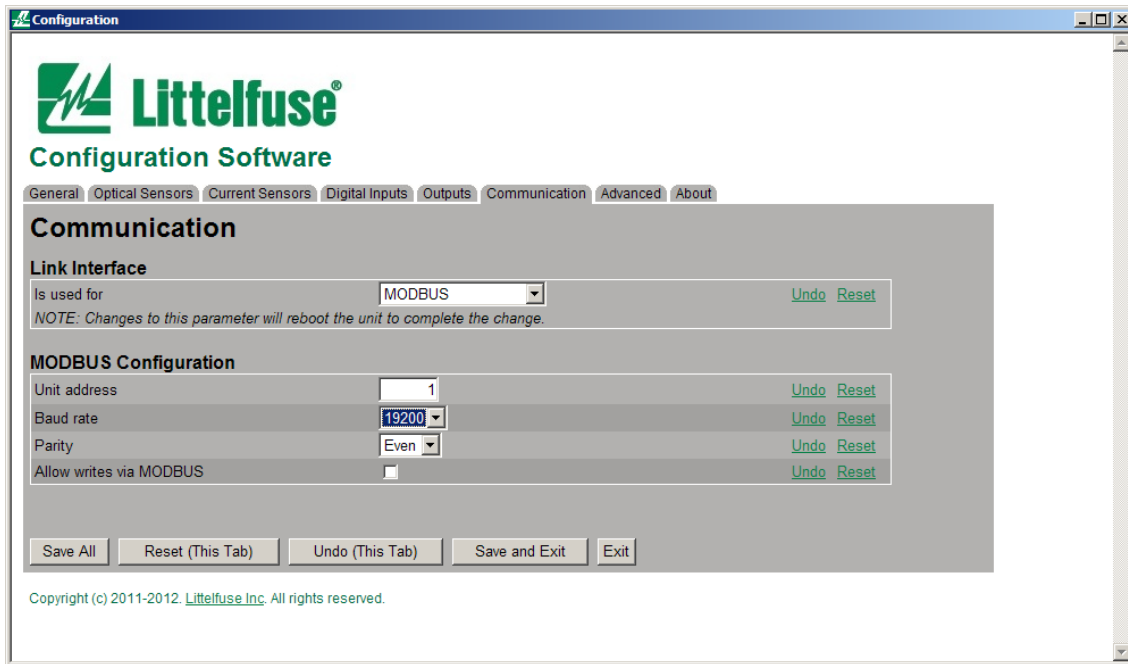 Configuration
Littelfuse®
Configuration Software
General Optical Sensors Current Sensors Digital Inputs Outputs Communication Advanced About
Communication
Link Interface
Is used for MODBUS Undo Reset
NOTE: Changes to this parameter will reboot the unit to complete the change.
MODBUS Configuration
Unit address 1 Undo Reset
Baud rate 19200 Undo Reset
Parity Even Undo Reset
Allow writes via MODBUS Undo Reset
Save All Reset (This Tab) Undo (This Tab) Save and Exit Exit
Copyright (c) 2011-2012. Littelfuse Inc. All rights reserved.